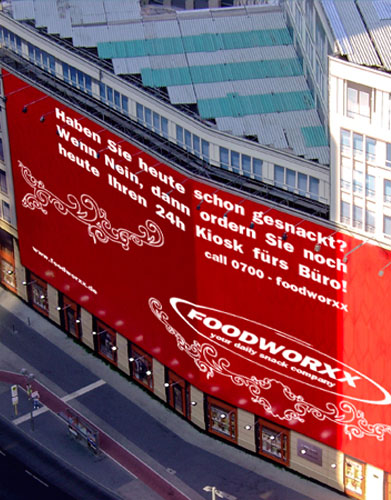 Haben Sie heute schon gesnackt?
Wenn Nein, dann ordern Sie noch
heute Ihren 24h Kiosk fürs Büro!
call 0700 - foodworxx
www.foodworxx.de
FOODWORXX
your daily snack company